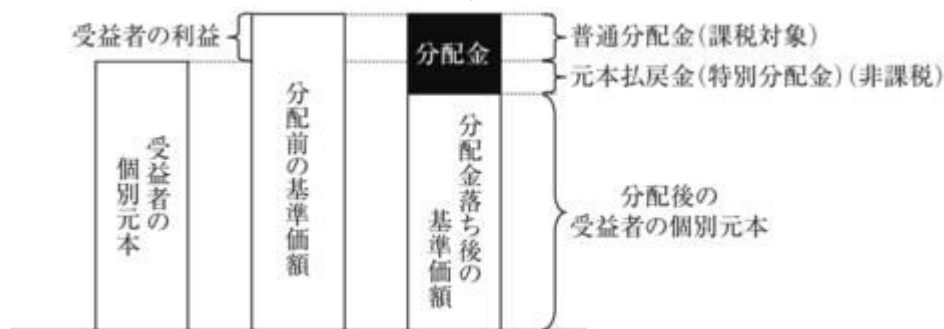 受益者の利益
分配金
普通分配金(課税対象)
元本払戻金(特別分配金)(非課税)
受益者の
個別元本
分配前の基準価額
分配金落ち後の
基準価額
分配後の
受益者の個別元本